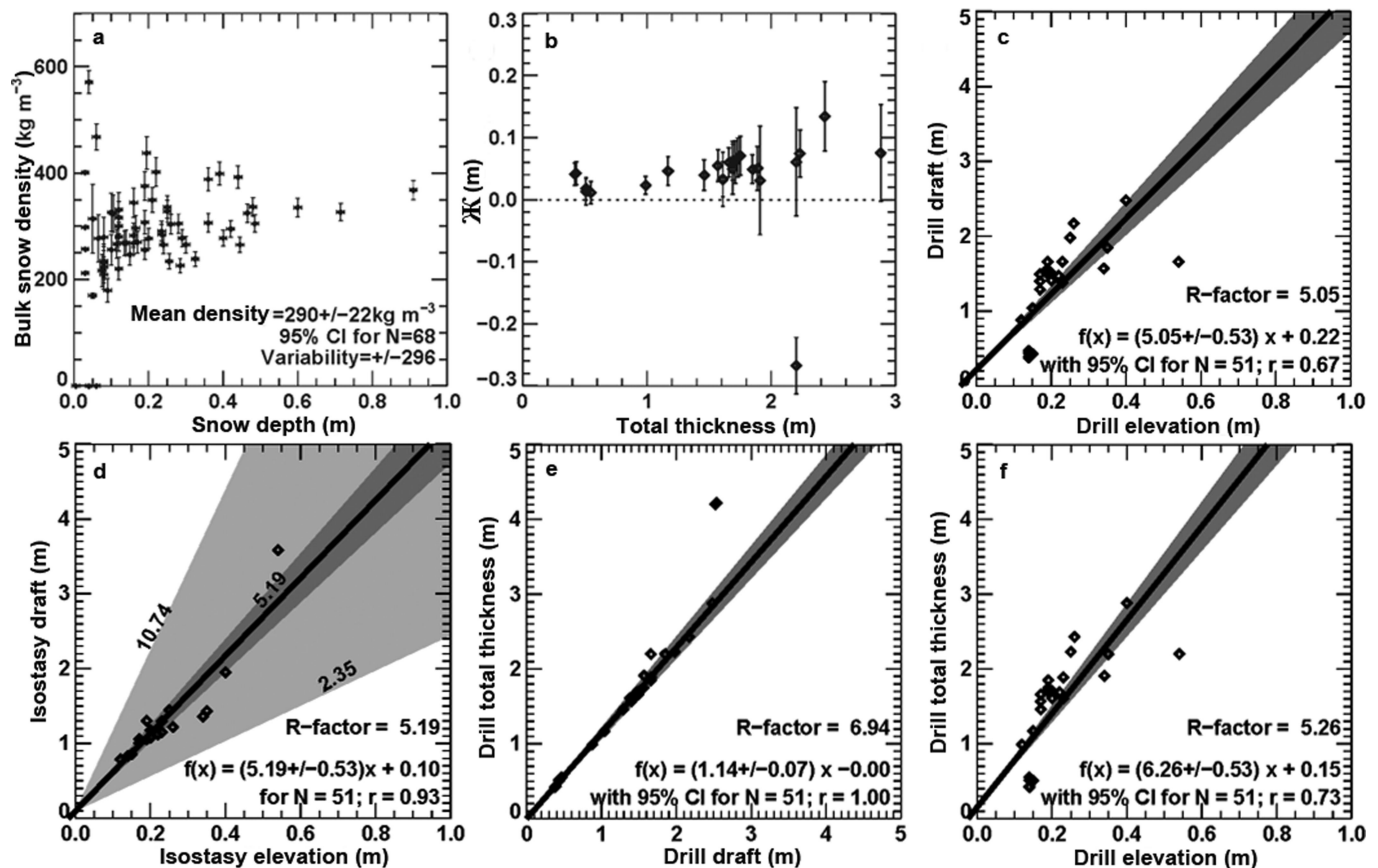 a
Bulk snow density (kg m−3)
600
400
200
0
Mean density=290+/−22kg m−3
95% CI for N=68
Variability=+/−296
0.0 0.2 0.4 0.6 0.8 1.0
Snow depth (m)
b
Ж (m)
0.3
0.2
0.1
0.0
−0.1
−0.2
−0.3
0 1 2 3
Total thickness (m)
c
Drill draft (m)
5
4
3
2
1
0
R−factor = 5.05
f(x) = (5.05+/−0.53) x + 0.22
with 95% CI for N = 51; r = 0.67
0.0 0.2 0.4 0.6 0.8 1.0
Drill elevation (m)
d
Isostasy draft (m)
5
4
3
2
1
0
10.74
5.19
2.35
R−factor = 5.19
f(x) = (5.19+/−0.53)x + 0.10
for N = 51; r = 0.93
0.0 0.2 0.4 0.6 0.8 1.0
Isostasy elevation (m)
e
Drill total thickness (m)
5
4
3
2
1
0
R−factor = 6.94
f(x) = (1.14+/−0.07) x −0.00
with 95% CI for N = 51; r = 1.00
0 1 2 3 4 5
Drill draft (m)
f
Drill total thickness (m)
5
4
3
2
1
0
R−factor = 5.26
f(x) = (6.26+/−0.53) x + 0.15
with 95% CI for N = 51; r = 0.73
0.0 0.2 0.4 0.6 0.8 1.0
Drill elevation (m)